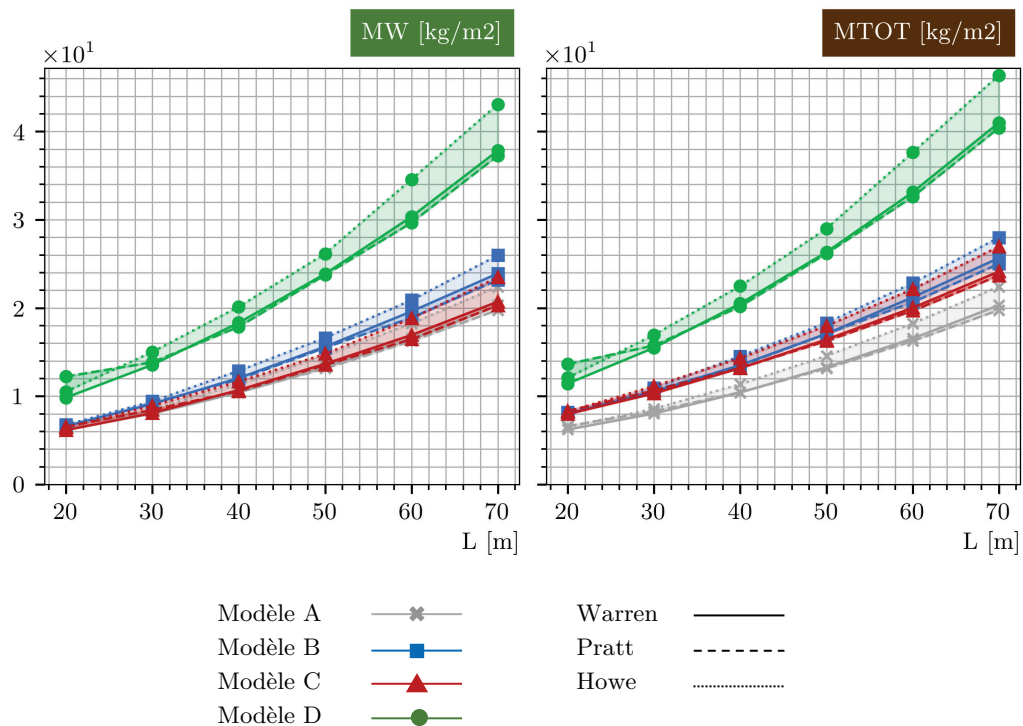 MW [kg/m2]
×10¹
4
3
2
1
0
20 30 40 50 60 70
L [m]
MTOT [kg/m2]
×10¹
20 30 40 50 60 70
L [m]
Modèle A
Modèle B
Modèle C
Modèle D
Warren
Pratt
Howe